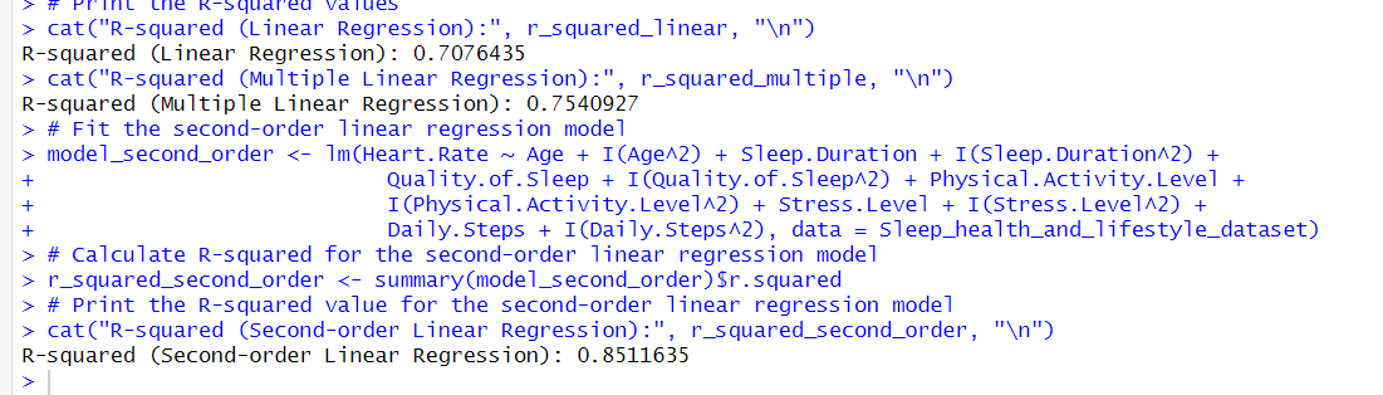 > # Print the R-squared values
> cat("R-squared (Linear Regression):", r_squared_linear, "\n")
R-squared (Linear Regression): 0.7076435
> cat("R-squared (Multiple Linear Regression):", r_squared_multiple, "\n")
R-squared (Multiple Linear Regression): 0.7540927
> # Fit the second-order linear regression model
> model_second_order <- lm(Heart.Rate ~ Age + I(Age^2) + Sleep.Duration + I(Sleep.Duration^2) +
+                           Quality.of.Sleep + I(Quality.of.Sleep^2) + Physical.Activity.Level +
+                           I(Physical.Activity.Level^2) + Stress.Level + I(Stress.Level^2) +
+                           Daily.Steps + I(Daily.Steps^2), data = Sleep_health_and_lifestyle_dataset)
> # Calculate R-squared for the second-order linear regression model
> r_squared_second_order <- summary(model_second_order)$r.squared
> # Print the R-squared value for the second-order linear regression model
> cat("R-squared (Second-order Linear Regression):", r_squared_second_order, "\n")
R-squared (Second-order Linear Regression): 0.8511635
>